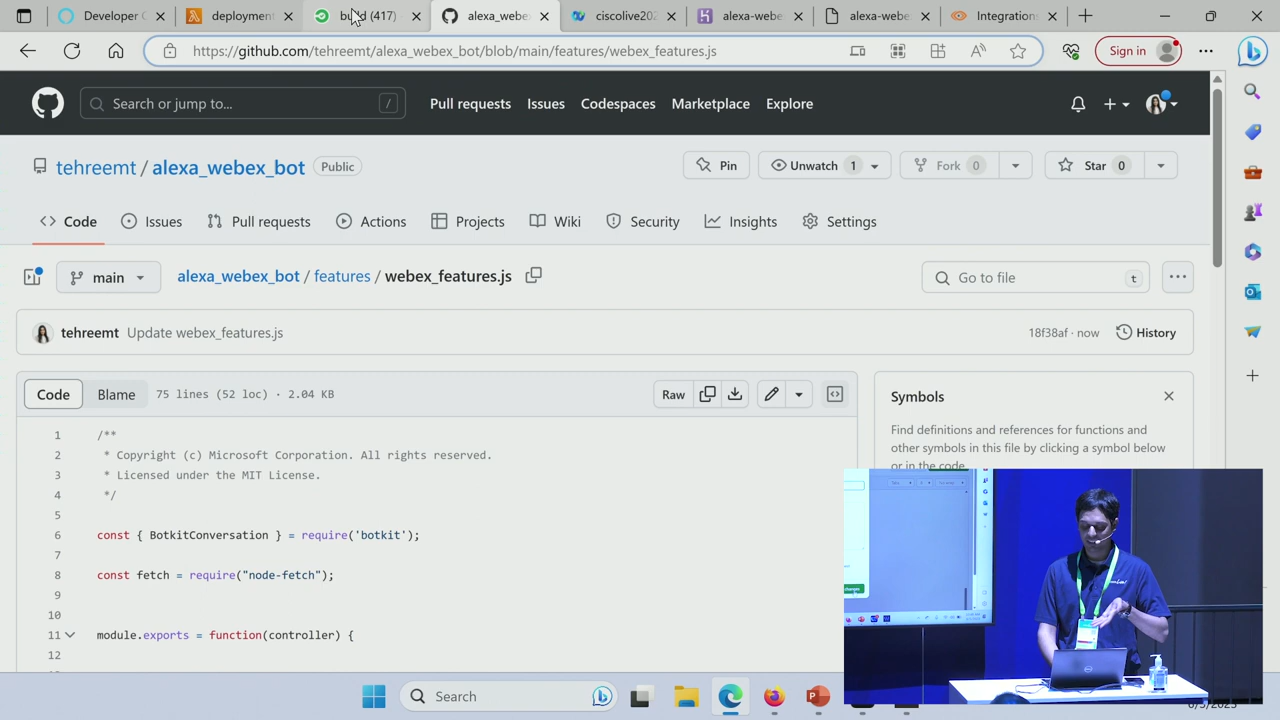 Developer C
deployment
build (417)
alexa_webex
ciscolive202
alexa-webe
alexa-webe
Integrations
https://github.com/tehreemt/alexa_webex_bot/blob/main/features/webex_features.js
Sign in
Search or jump to... /
Pull requests Issues Codespaces Marketplace Explore
tehreemt / alexa_webex_bot Public
Pin Unwatch 1 Fork 0 Star 0
Code Issues Pull requests Actions Projects Wiki Security Insights Settings
main alexa_webex_bot / features / webex_features.js Go to file t
tehreemt Update webex_features.js 18f38af · now History
Code Blame 75 lines (52 loc) · 2.04 KB Raw
Symbols
Find definitions and references for functions and
other symbols in this file by clicking a symbol below
or in the code.
1 /**
2 * Copyright (c) Microsoft Corporation. All rights reserved.
3 * Licensed under the MIT License.
4 */
5
6 const { BotkitConversation } = require('botkit');
7
8 const fetch = require("node-fetch");
9
10
11 module.exports = function(controller) {
12
Search